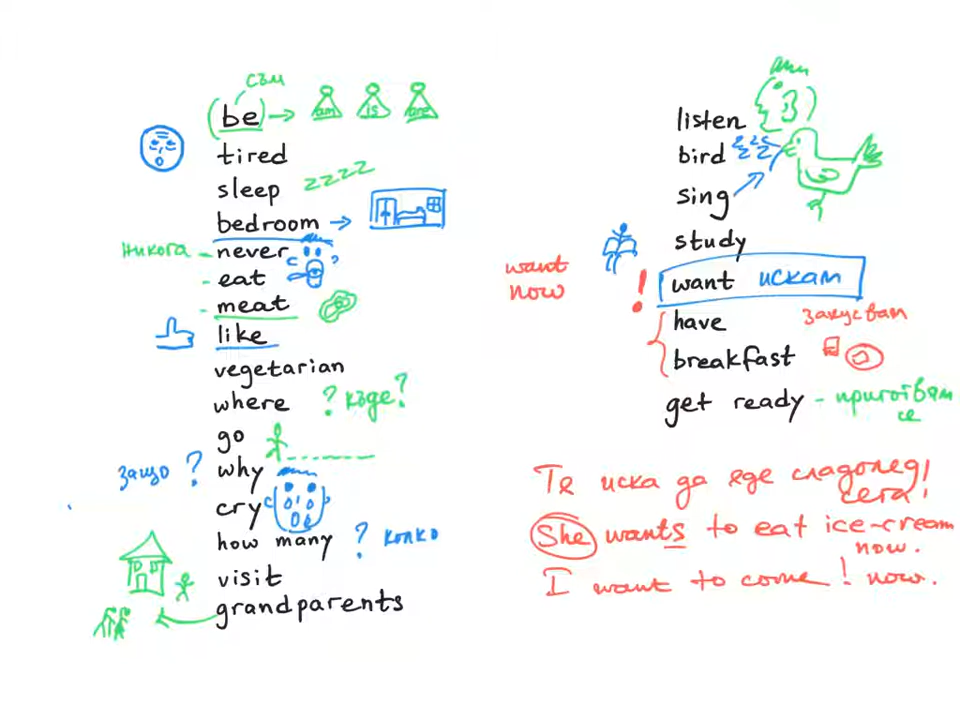 съм
(be) → am is are
tired
sleep zzzz
bedroom →
никога - never
- eat
- meat
like
vegetarian
where ? къде?
go
защо ? why
cry
how many ? колко
visit
grandparents
listen
bird zzz
sing
study
want now
! want искам
have закусвам
breakfast
get ready - приготвям се
Тя иска да яде сладолед сега!
She wants to eat ice-cream now.
I want to come! now.